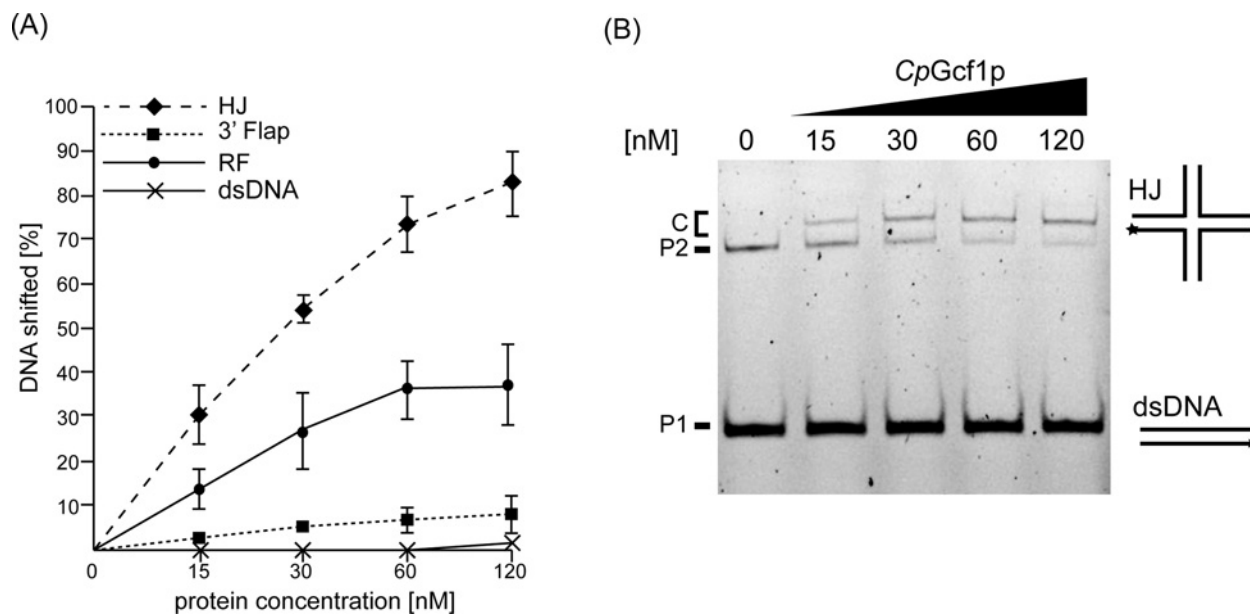 (A)
HJ
3' Flap
RF
dsDNA
100
90
80
70
60
50
40
30
20
10
0
15
30
60
120
DNA shifted [%]
protein concentration [nM]
(B)
CpGcf1p
[nM] 0 15 30 60 120
C
P2
P1
HJ
dsDNA